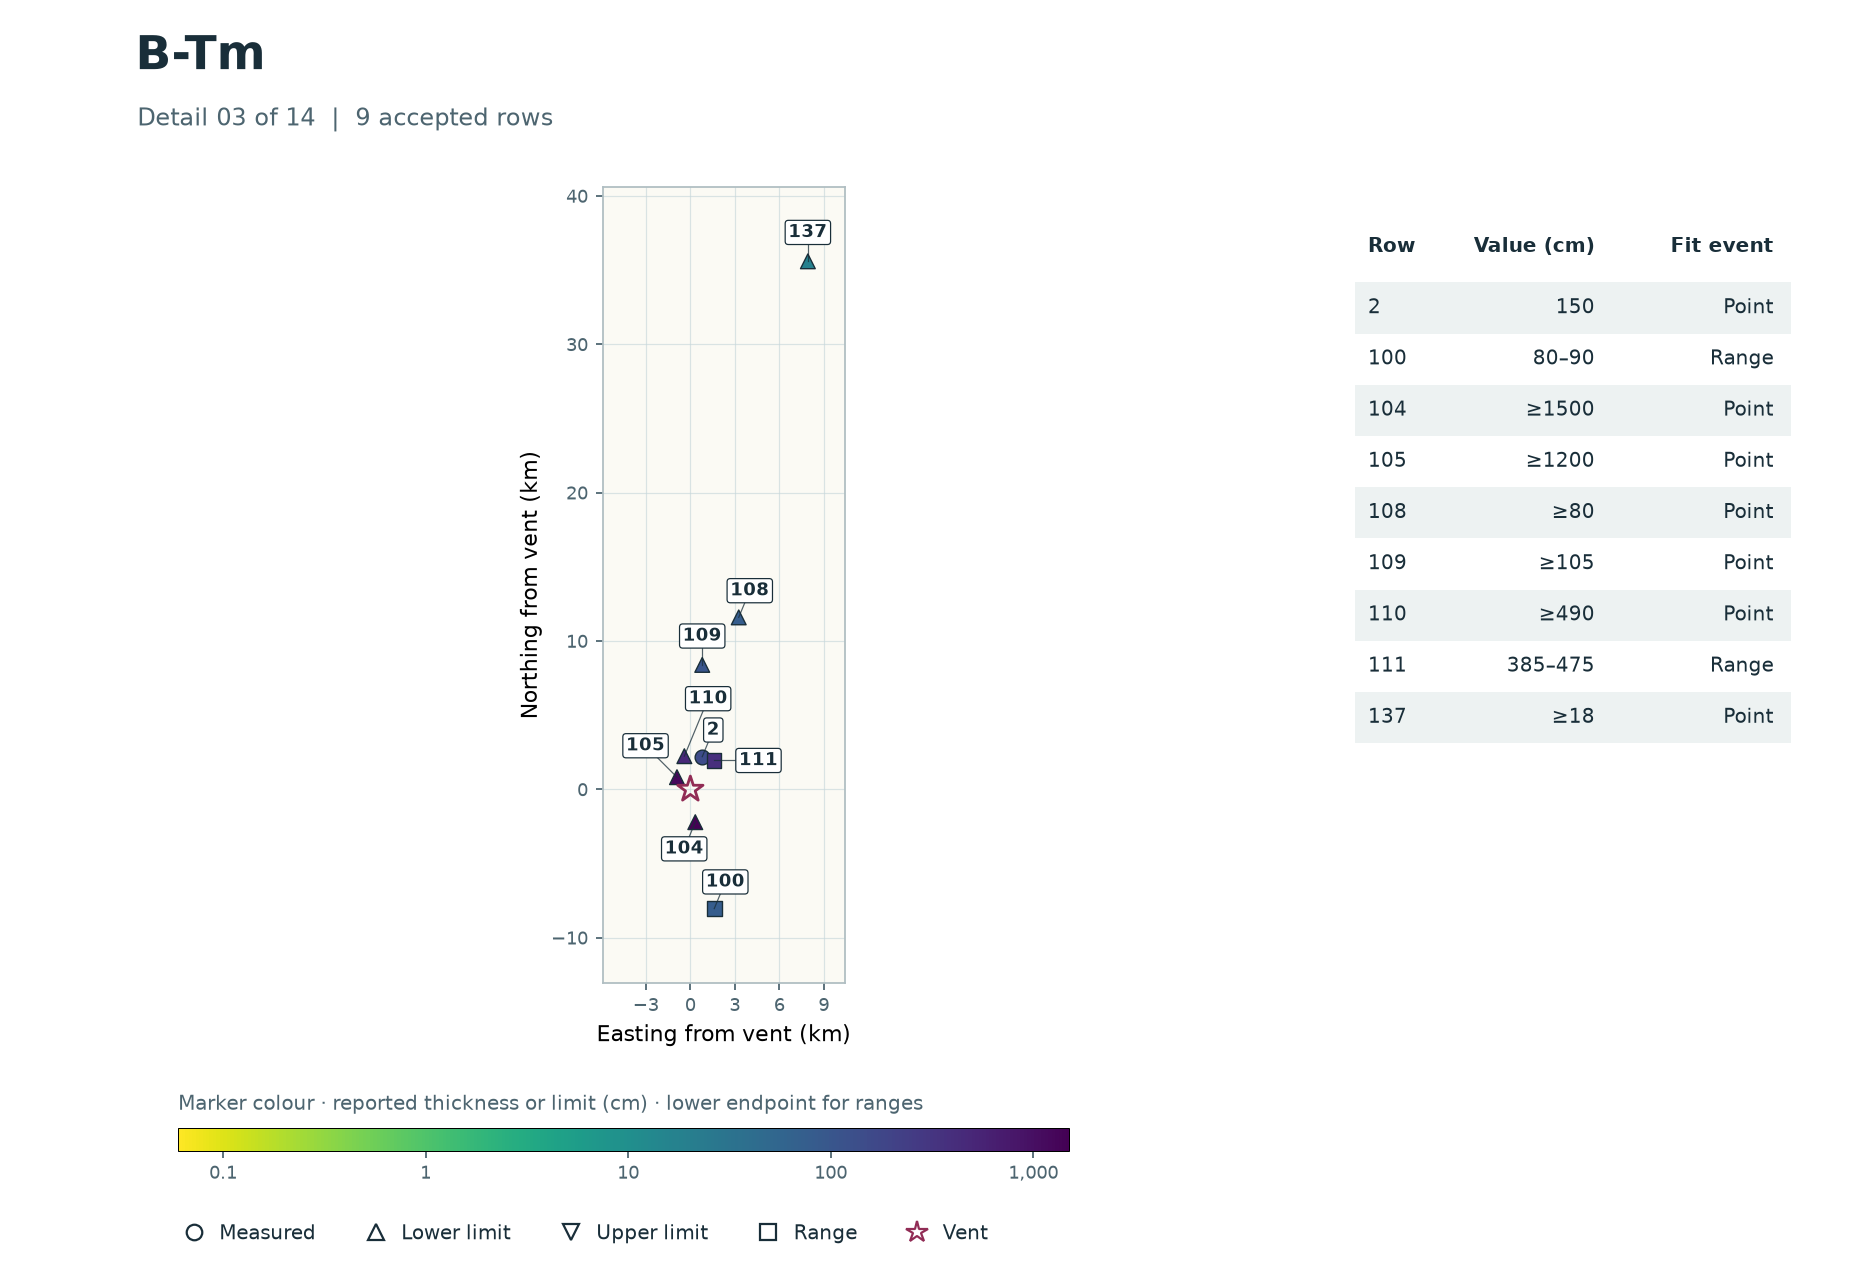 B-Tm
Detail 03 of 14 | 9 accepted rows
40
30
20
10
0
−10
Northing from vent (km)
137
108
109
110
2
105
111
104
100
−3 0 3 6 9
Easting from vent (km)
Row Value (cm) Fit event
2 150 Point
100 80–90 Range
104 ≥1500 Point
105 ≥1200 Point
108 ≥80 Point
109 ≥105 Point
110 ≥490 Point
111 385–475 Range
137 ≥18 Point
Marker colour · reported thickness or limit (cm) · lower endpoint for ranges
0.1 1 10 100 1,000
Measured Lower limit Upper limit Range Vent